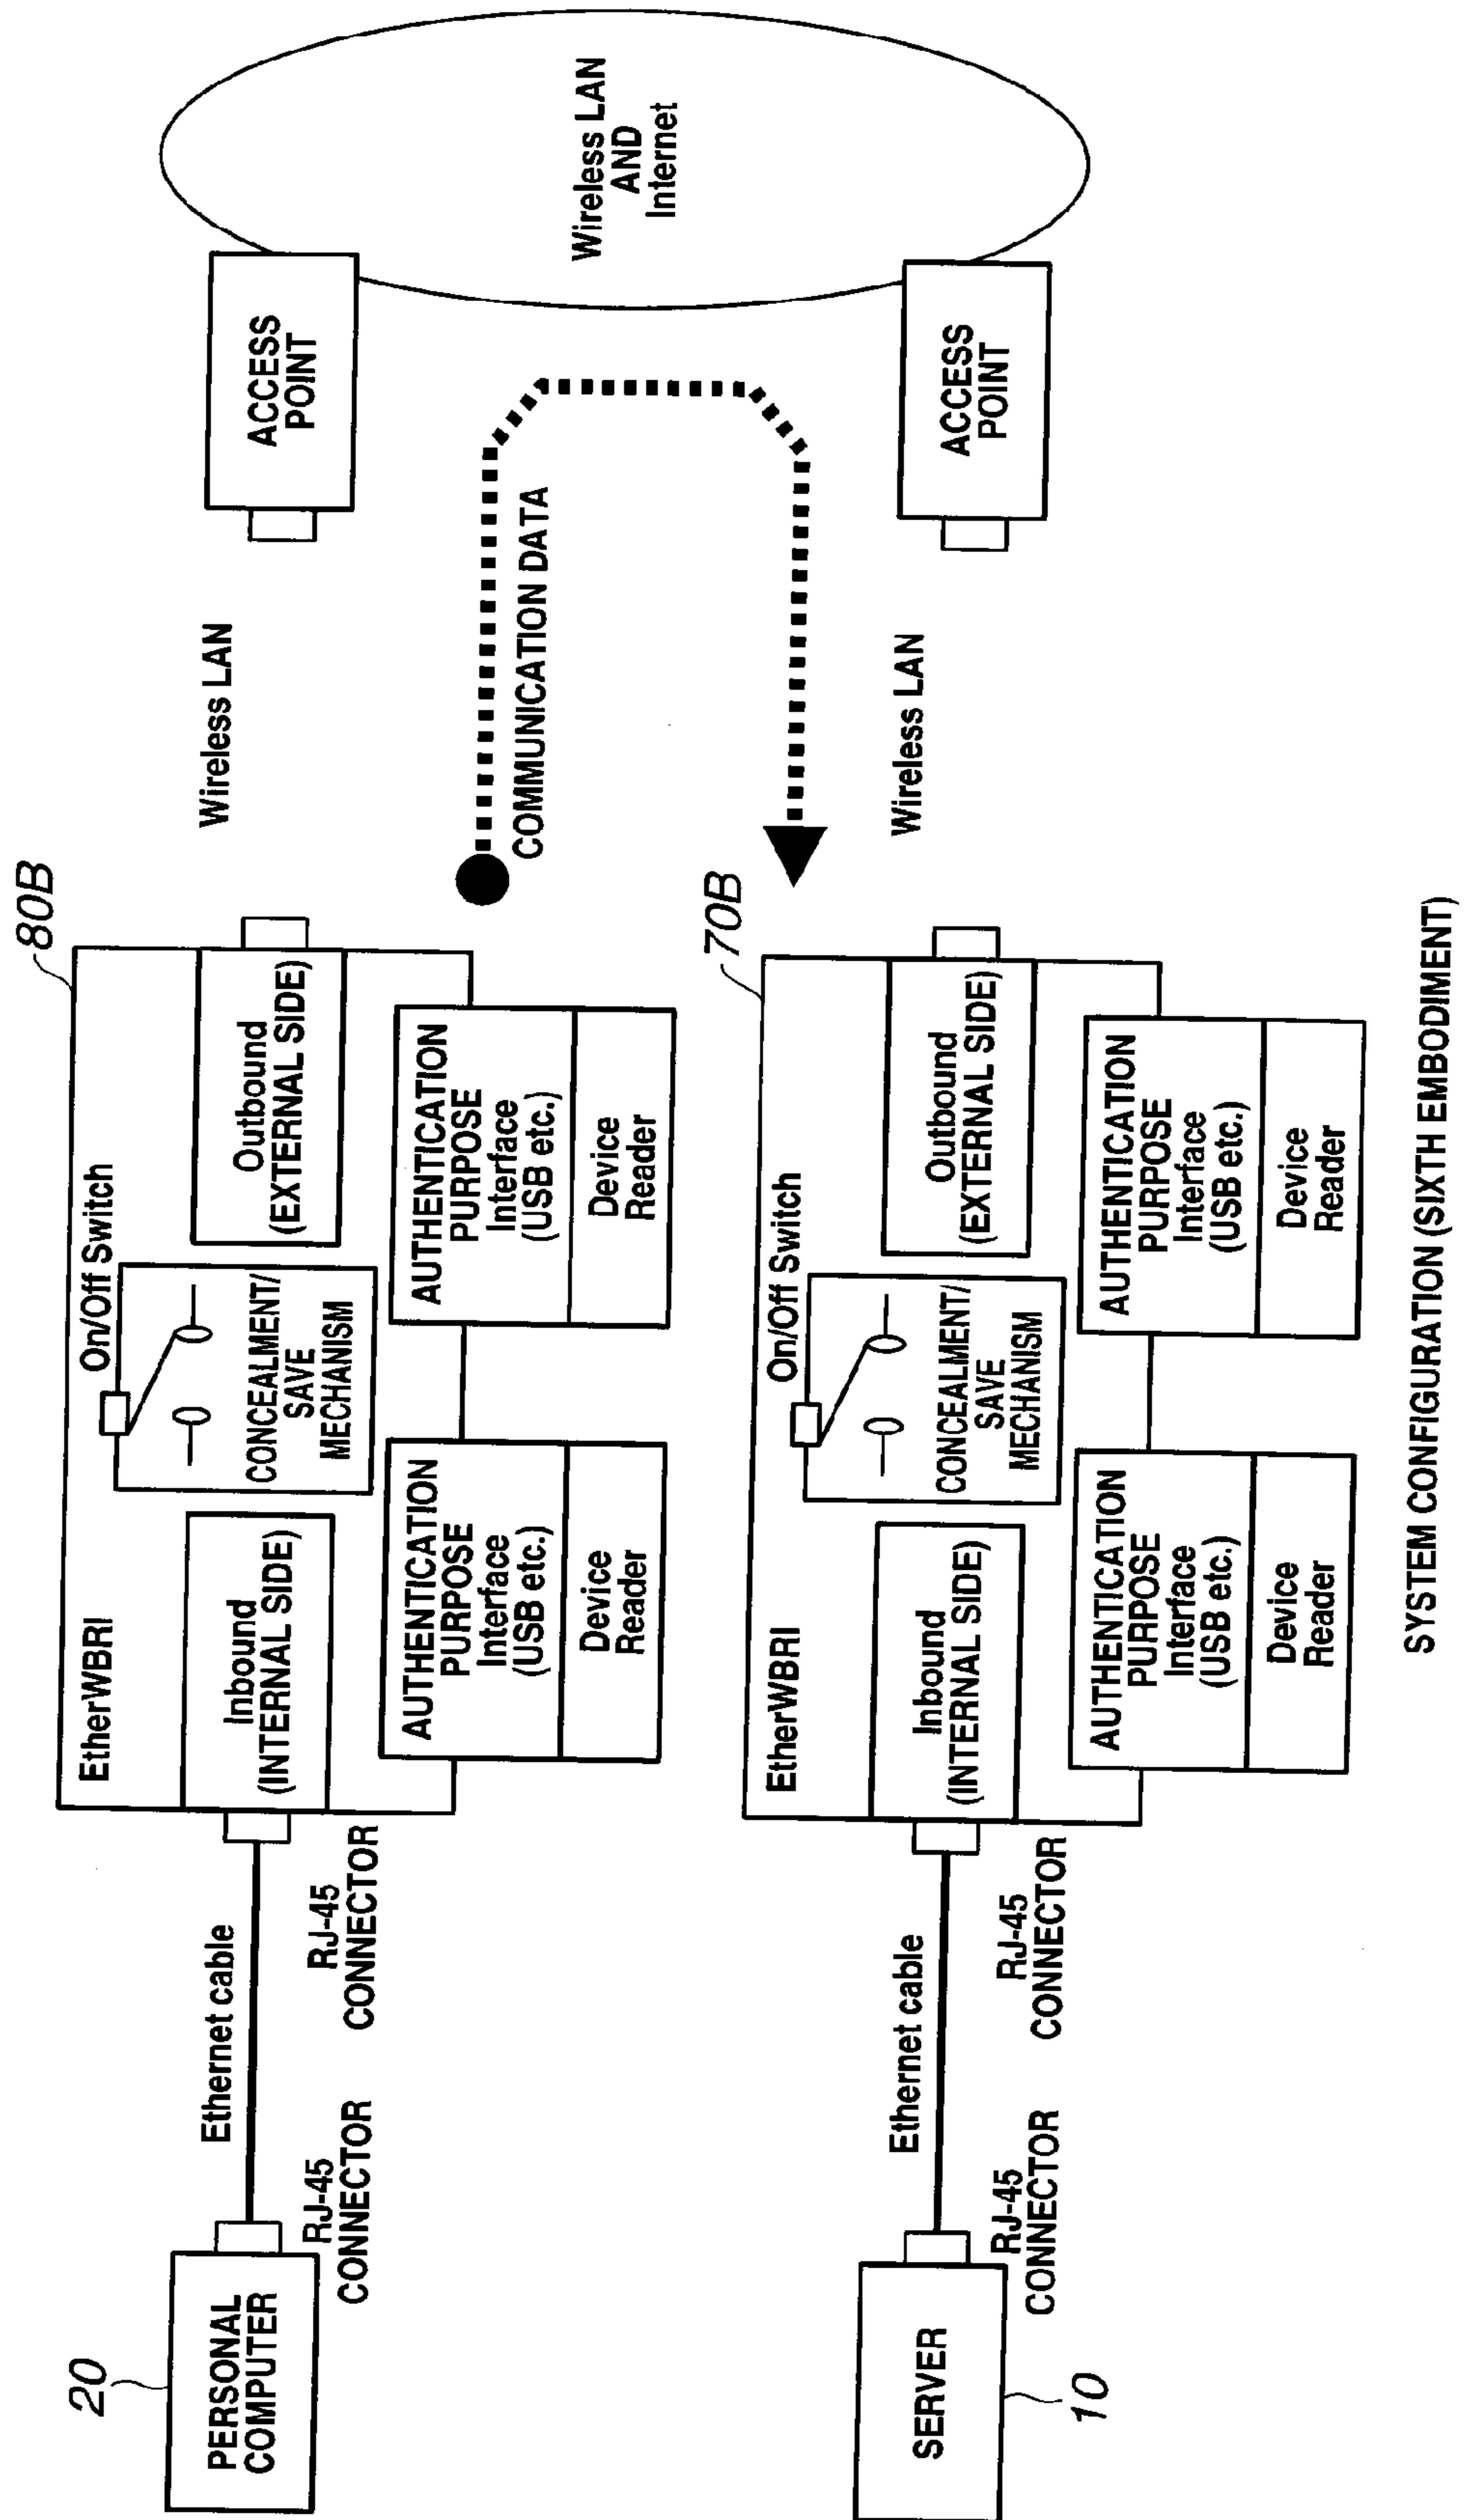 20
PERSONAL
COMPUTER
RJ-45
CONNECTOR
Ethernet cable
RJ-45
CONNECTOR
80B
EtherWBRI
Inbound
(INTERNAL SIDE)
On/Off Switch
CONCEALMENT/
SAVE
MECHANISM
Outbound
(EXTERNAL SIDE)
AUTHENTICATION
PURPOSE
Interface
(USB etc.)
Device
Reader
AUTHENTICATION
PURPOSE
Interface
(USB etc.)
Device
Reader
Wireless LAN
ACCESS
POINT
COMMUNICATION DATA
Wireless LAN
AND
Internet
SERVER
10
RJ-45
CONNECTOR
Ethernet cable
RJ-45
CONNECTOR
70B
EtherWBRI
Inbound
(INTERNAL SIDE)
On/Off Switch
CONCEALMENT/
SAVE
MECHANISM
Outbound
(EXTERNAL SIDE)
AUTHENTICATION
PURPOSE
Interface
(USB etc.)
Device
Reader
AUTHENTICATION
PURPOSE
Interface
(USB etc.)
Device
Reader
Wireless LAN
ACCESS
POINT
SYSTEM CONFIGURATION (SIXTH EMBODIMENT)